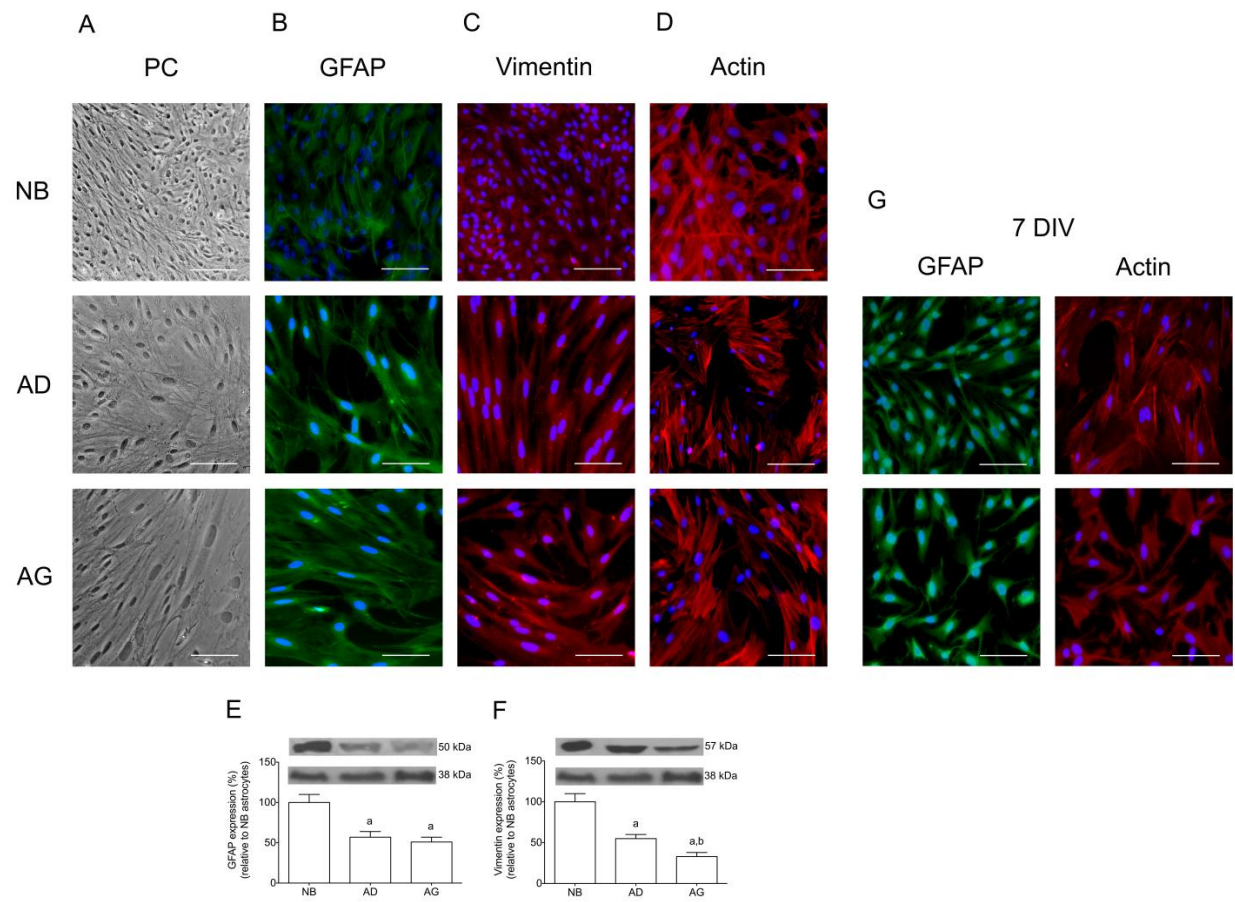 A
B
C
D
PC
GFAP
Vimentin
Actin
NB
AD
AG
G
7 DIV
GFAP
Actin
E
50 kDa
38 kDa
GFAP expression (%)
(relative to NB astrocytes)
150
100
50
0
a
a
NB
AD
AG
F
57 kDa
38 kDa
Vimentin expression (%)
(relative to NB astrocytes)
150
100
50
0
a
a,b
NB
AD
AG